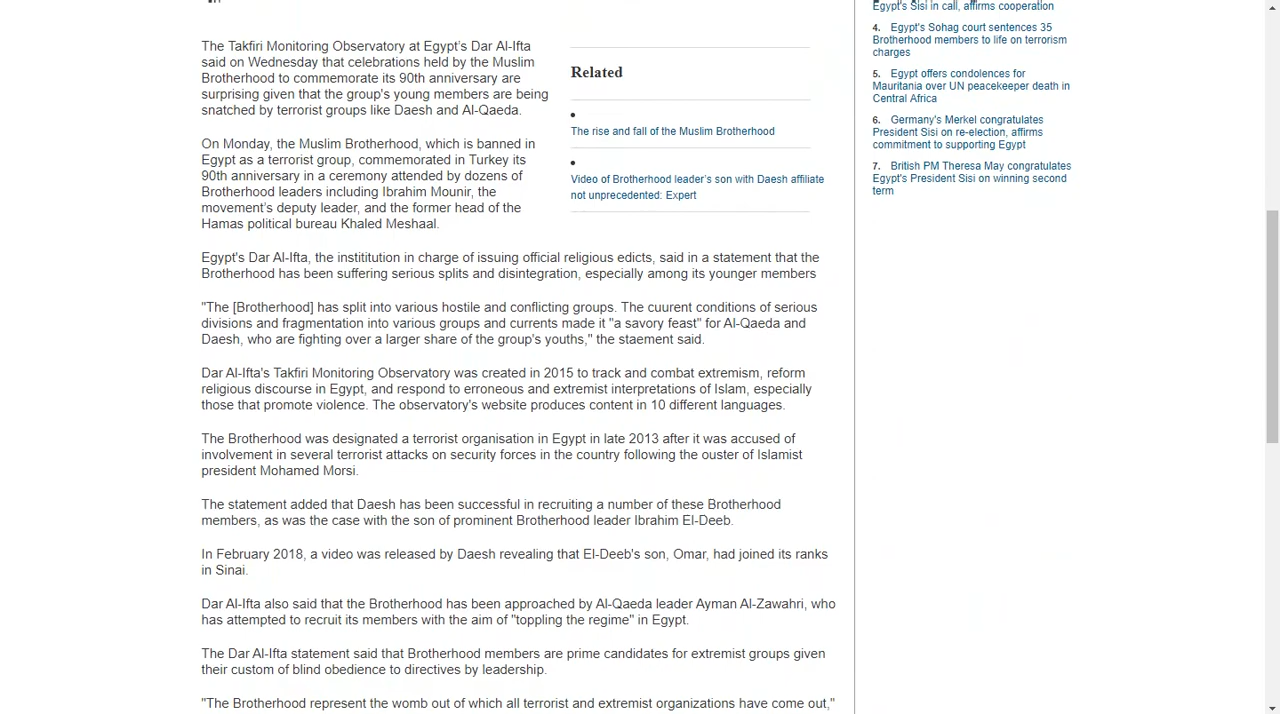 The Takfiri Monitoring Observatory at Egypt's Dar Al-Ifta
said on Wednesday that celebrations held by the Muslim
Brotherhood to commemorate its 90th anniversary are
surprising given that the group's young members are being
snatched by terrorist groups like Daesh and Al-Qaeda.
On Monday, the Muslim Brotherhood, which is banned in
Egypt as a terrorist group, commemorated in Turkey its
90th anniversary in a ceremony attended by dozens of
Brotherhood leaders including Ibrahim Mounir, the
movement's deputy leader, and the former head of the
Hamas political bureau Khaled Meshaal.
Related
The rise and fall of the Muslim Brotherhood
Video of Brotherhood leader's son with Daesh affiliate
not unprecedented: Expert
Egypt's Dar Al-Ifta, the instititution in charge of issuing official religious edicts, said in a statement that the
Brotherhood has been suffering serious splits and disintegration, especially among its younger members
"The [Brotherhood] has split into various hostile and conflicting groups. The cuurent conditions of serious
divisions and fragmentation into various groups and currents made it "a savory feast" for Al-Qaeda and
Daesh, who are fighting over a larger share of the group's youths," the staement said.
Dar Al-Ifta's Takfiri Monitoring Observatory was created in 2015 to track and combat extremism, reform
religious discourse in Egypt, and respond to erroneous and extremist interpretations of Islam, especially
those that promote violence. The observatory's website produces content in 10 different languages.
The Brotherhood was designated a terrorist organisation in Egypt in late 2013 after it was accused of
involvement in several terrorist attacks on security forces in the country following the ouster of Islamist
president Mohamed Morsi.
The statement added that Daesh has been successful in recruiting a number of these Brotherhood
members, as was the case with the son of prominent Brotherhood leader Ibrahim El-Deeb.
In February 2018, a video was released by Daesh revealing that El-Deeb's son, Omar, had joined its ranks
in Sinai.
Dar Al-Ifta also said that the Brotherhood has been approached by Al-Qaeda leader Ayman Al-Zawahri, who
has attempted to recruit its members with the aim of "toppling the regime" in Egypt.
The Dar Al-Ifta statement said that Brotherhood members are prime candidates for extremist groups given
their custom of blind obedience to directives by leadership.
"The Brotherhood represent the womb out of which all terrorist and extremist organizations have come out,"
Egypt's Sisi in call, affirms cooperation
4. Egypt's Sohag court sentences 35
Brotherhood members to life on terrorism
charges
5. Egypt offers condolences for
Mauritania over UN peacekeeper death in
Central Africa
6. Germany's Merkel congratulates
President Sisi on re-election, affirms
commitment to supporting Egypt
7. British PM Theresa May congratulates
Egypt's President Sisi on winning second
term